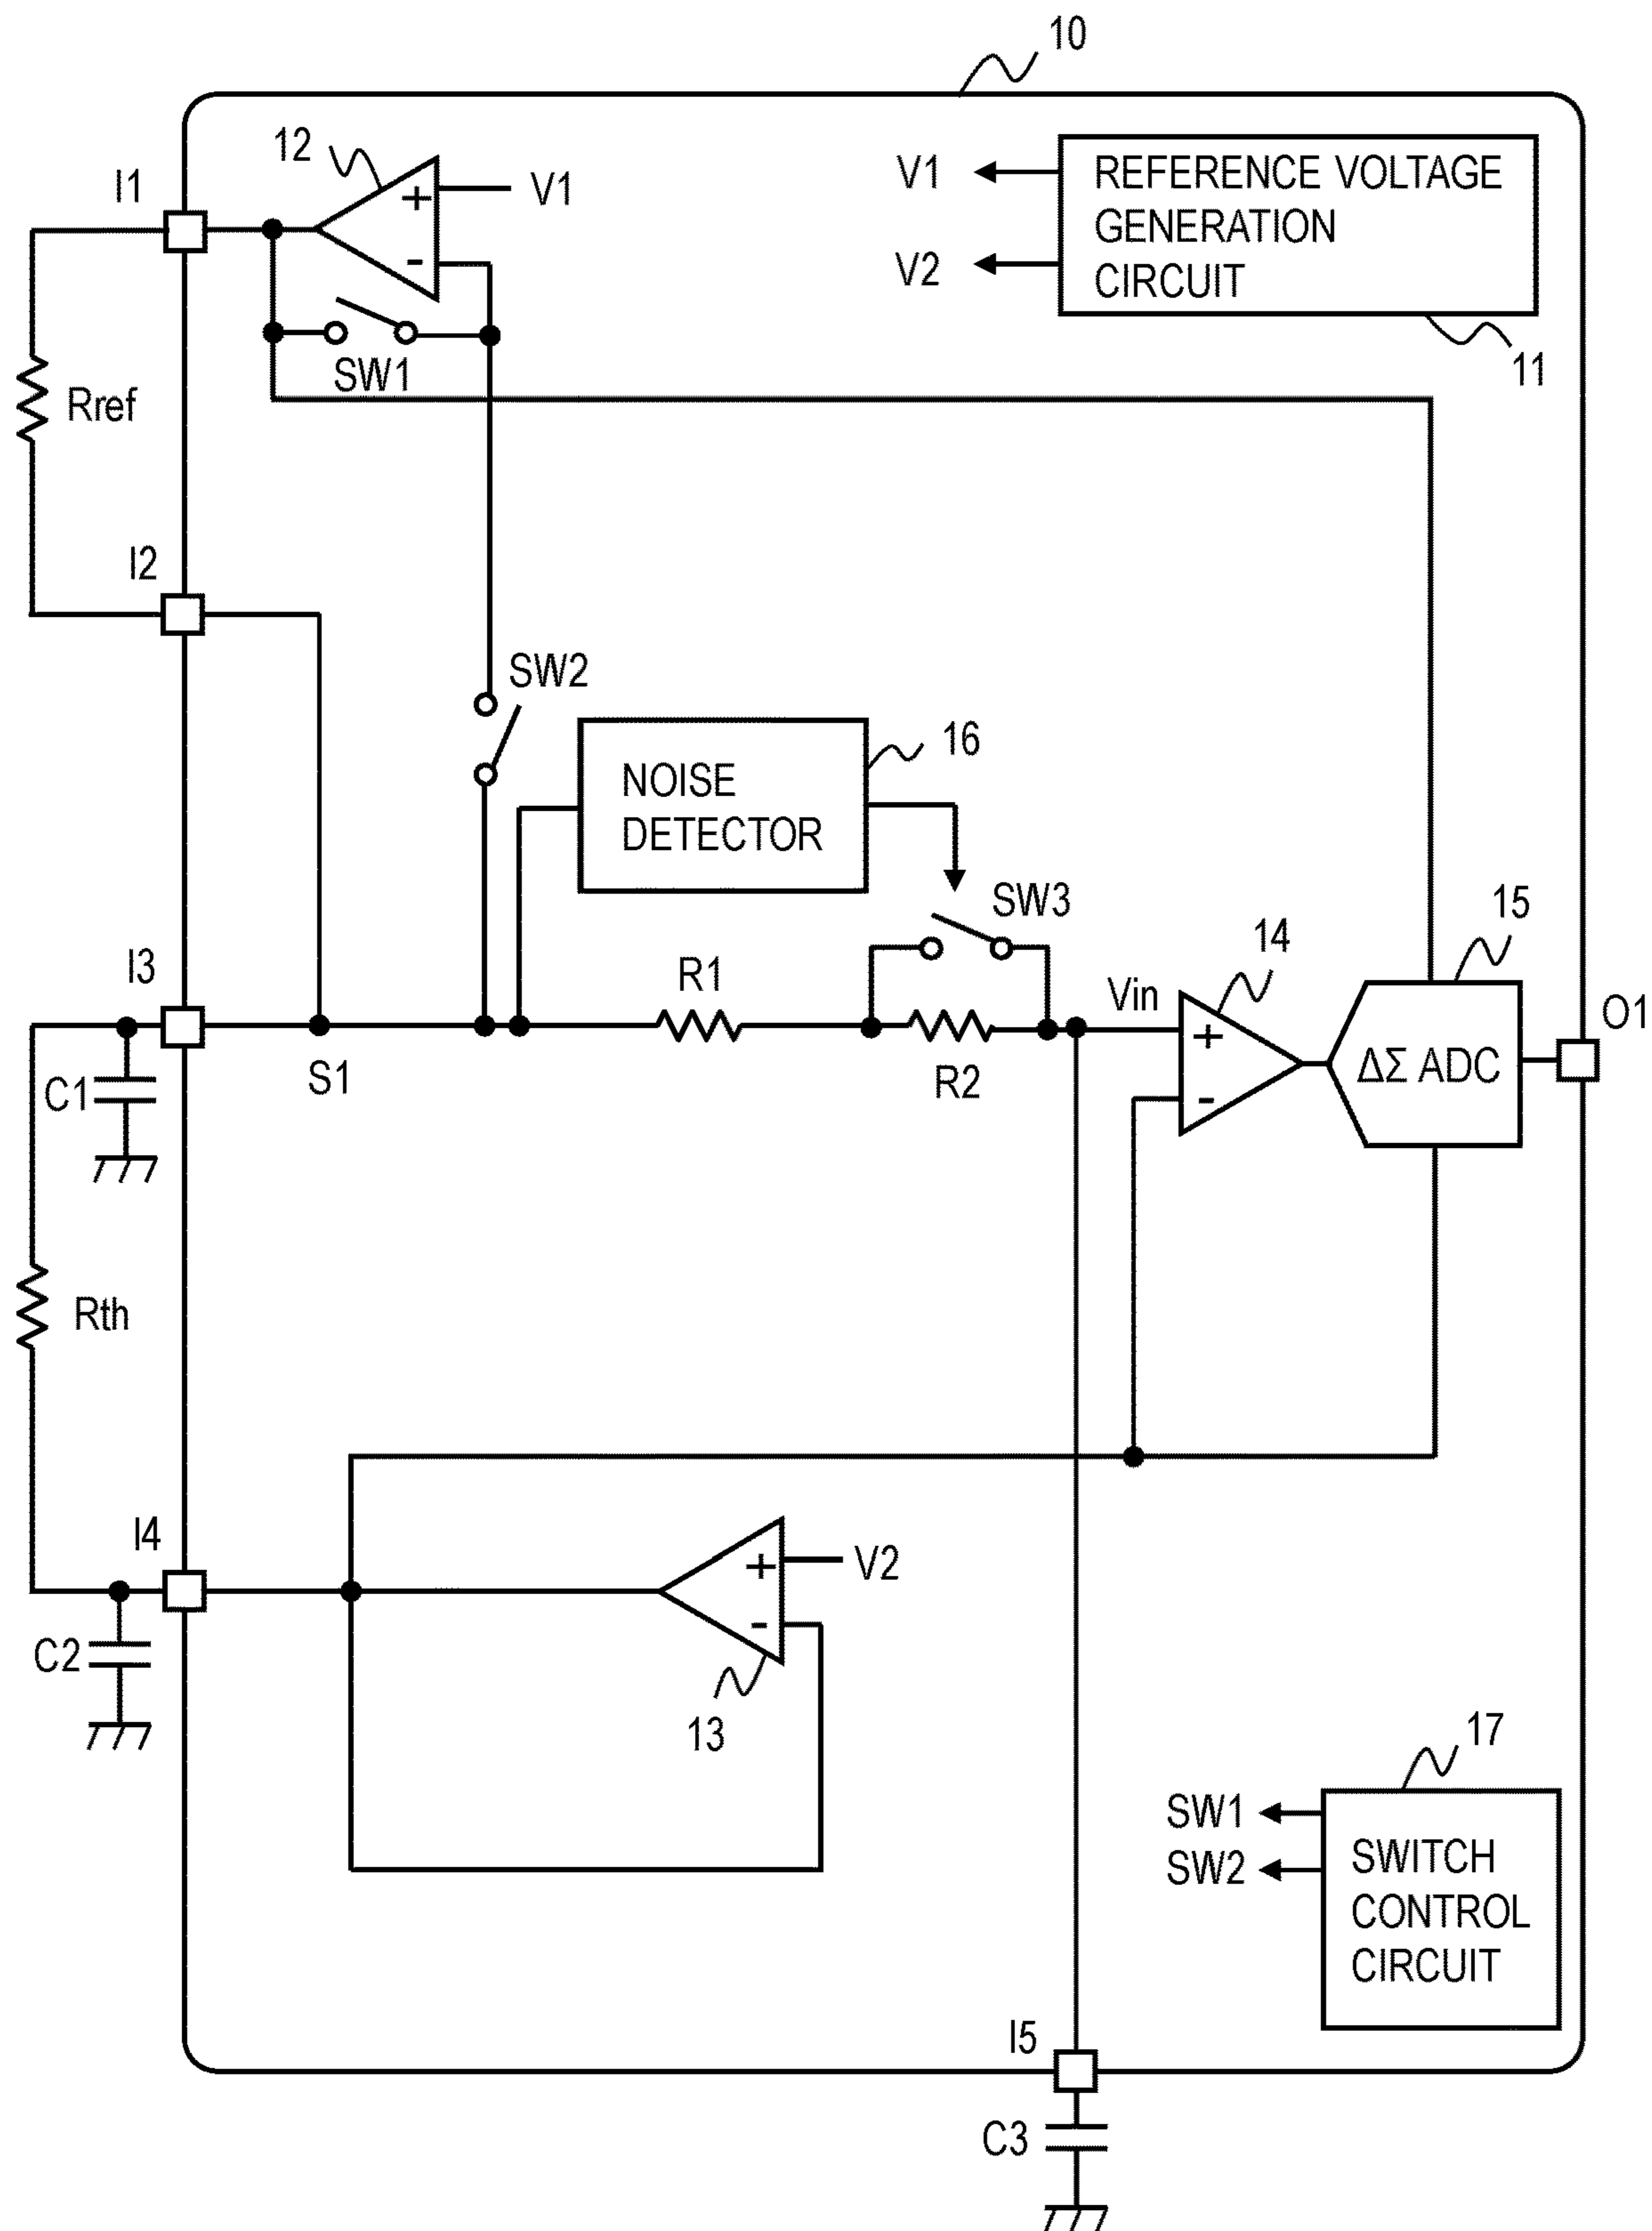 10
12
I1
V1
V1
V2
REFERENCE VOLTAGE
GENERATION
CIRCUIT
11
+
-
SW1
Rref
I2
SW2
16
NOISE
DETECTOR
SW3
15
14
I3
R1
Vin
O1
+
-
ΔΣ ADC
C1
S1
R2
Rth
I4
+
-
V2
C2
13
17
SW1
SW2
SWITCH
CONTROL
CIRCUIT
I5
C3